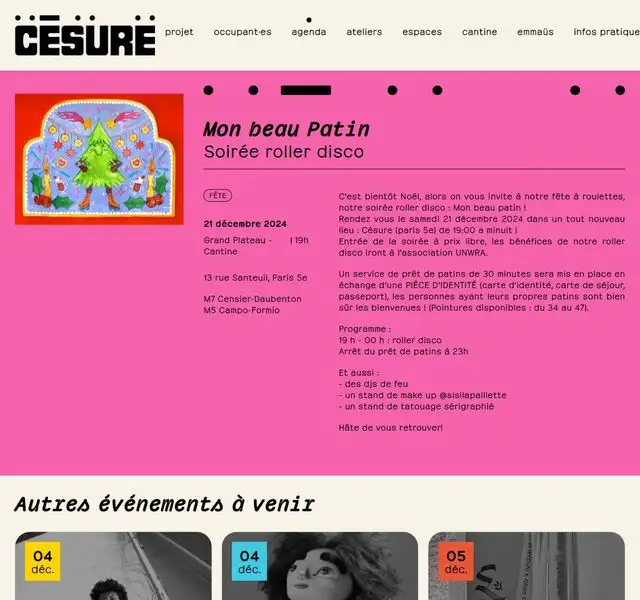 CÉSURE
projet occupant·es agenda ateliers espaces cantine emmaüs infos pratique
Mon beau Patin
Soirée roller disco
FÊTE
21 décembre 2024
Grand Plateau - | 19h
Cantine
13 rue Santeuil, Paris 5e
M7 Censier-Daubenton
M5 Campo-Formio
C'est bientôt Noël, alors on vous invite à notre fête à roulettes,
notre soirée roller disco : Mon beau patin !
Rendez vous le samedi 21 décembre 2024 dans un tout nouveau
lieu : Césure (paris 5e) de 19:00 a minuit !
Entrée de la soirée à prix libre, les bénéfices de notre roller
disco iront à l'association UNWRA.
Un service de prêt de patins de 30 minutes sera mis en place en
échange d'une PIÈCE D'IDENTITÉ (carte d'identité, carte de séjour,
passeport), les personnes ayant leurs propres patins sont bien
sûr les bienvenues ! (Pointures disponibles : du 34 au 47).
Programme :
19 h - 00 h : roller disco
Arrêt du prêt de patins à 23h
Et aussi :
- des djs de feu
- un stand de make up @sisilapaillette
- un stand de tatouage sérigraphié
Hâte de vous retrouver!
Autres événements à venir
04
déc.
04
déc.
05
déc.